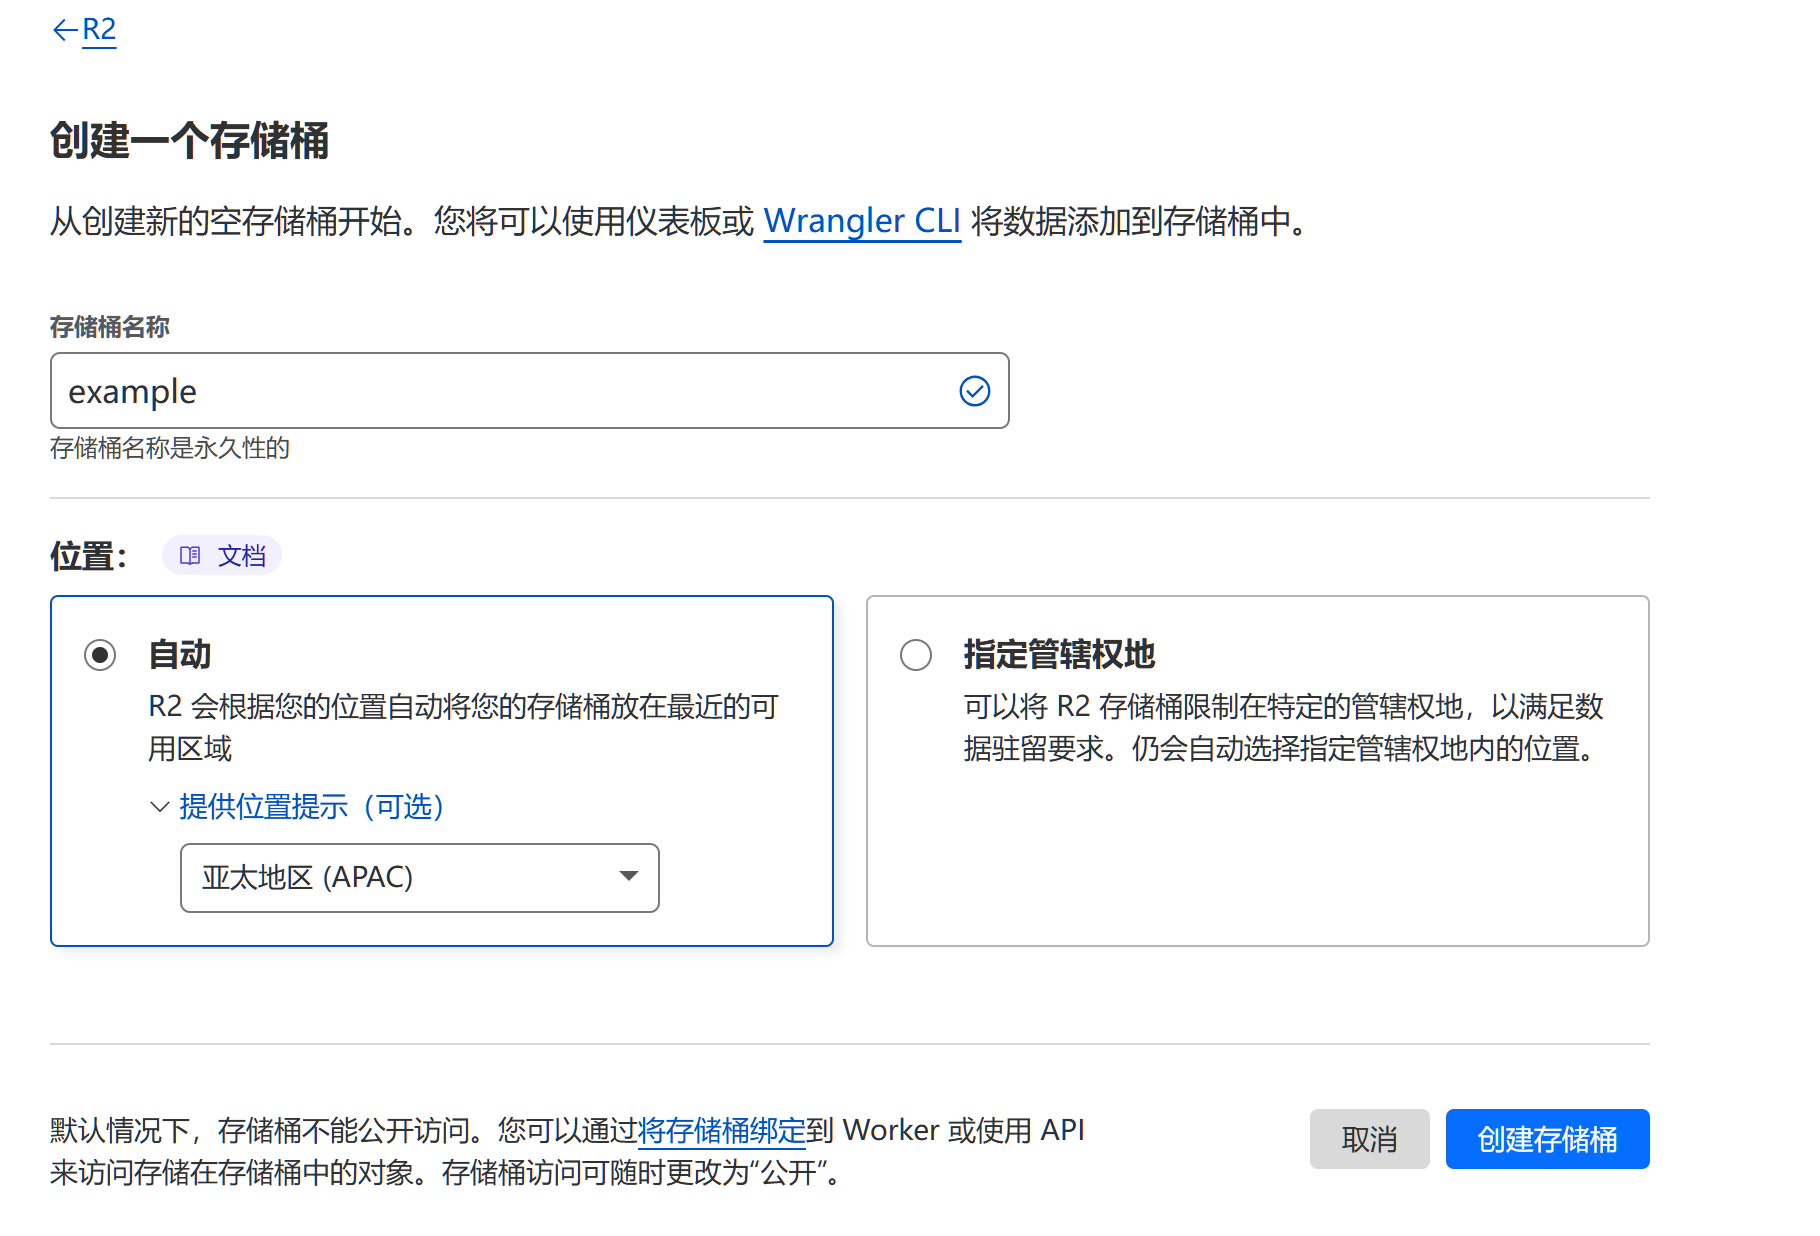 R2
创建一个存储桶
从创建新的空存储桶开始。您将可以使用仪表板或 Wrangler CLI 将数据添加到存储桶中。
存储桶名称
example
存储桶名称是永久性的
位置： 文档
自动
R2 会根据您的位置自动将您的存储桶放在最近的可
用区域
提供位置提示（可选）
亚太地区 (APAC)
指定管辖权地
可以将 R2 存储桶限制在特定的管辖权地，以满足数
据驻留要求。仍会自动选择指定管辖权地内的位置。
默认情况下，存储桶不能公开访问。您可以通过将存储桶绑定到 Worker 或使用 API
来访问存储在存储桶中的对象。存储桶访问可随时更改为“公开”。
取消
创建存储桶